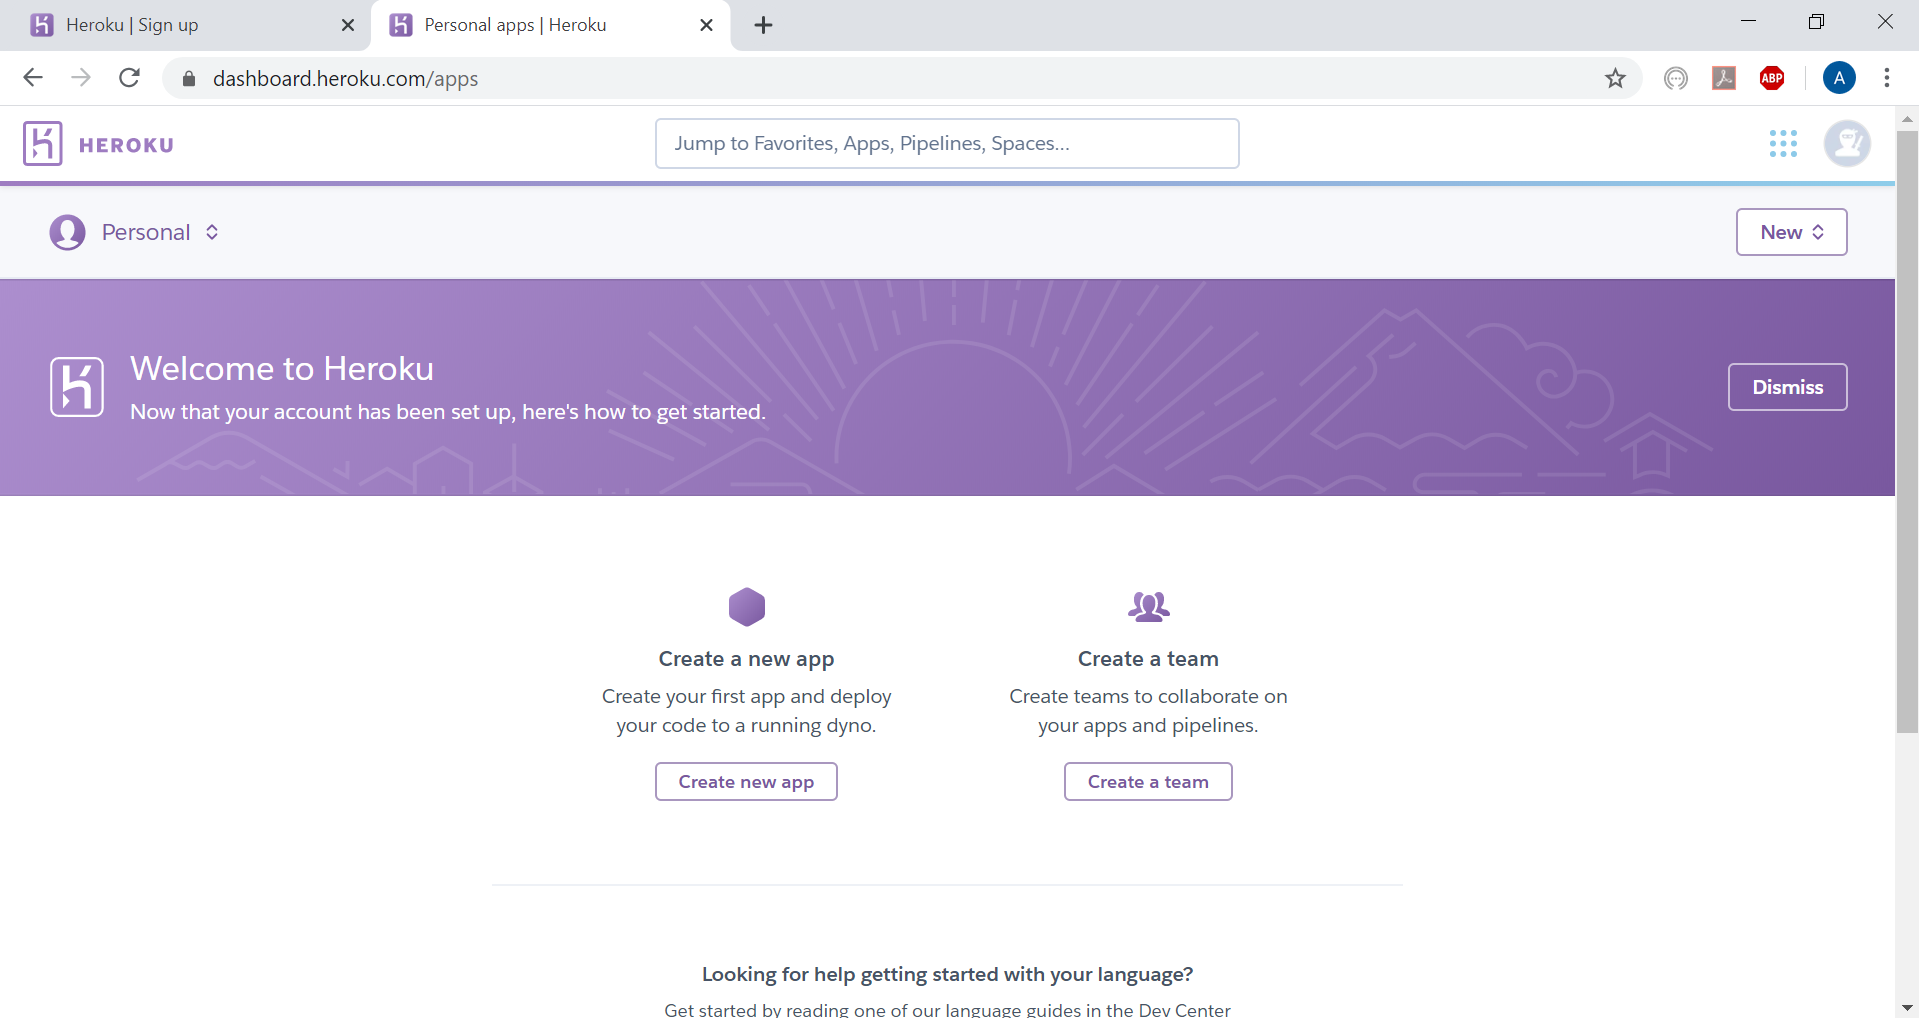 Heroku | Sign up
Personal apps | Heroku
dashboard.heroku.com/apps
ABP
A
HEROKU
Jump to Favorites, Apps, Pipelines, Spaces...
Personal
New
Welcome to Heroku
Now that your account has been set up, here's how to get started.
Dismiss
Create a new app
Create your first app and deploy
your code to a running dyno.
Create new app
Create a team
Create teams to collaborate on
your apps and pipelines.
Create a team
Looking for help getting started with your language?
Get started by reading one of our language guides in the Dev Center